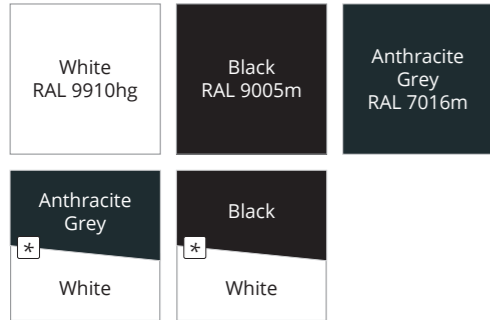 White
RAL 9910hg
Black
RAL 9005m
Anthracite
Grey
RAL 7016m
Anthracite
Grey
*
White
Black
*
White